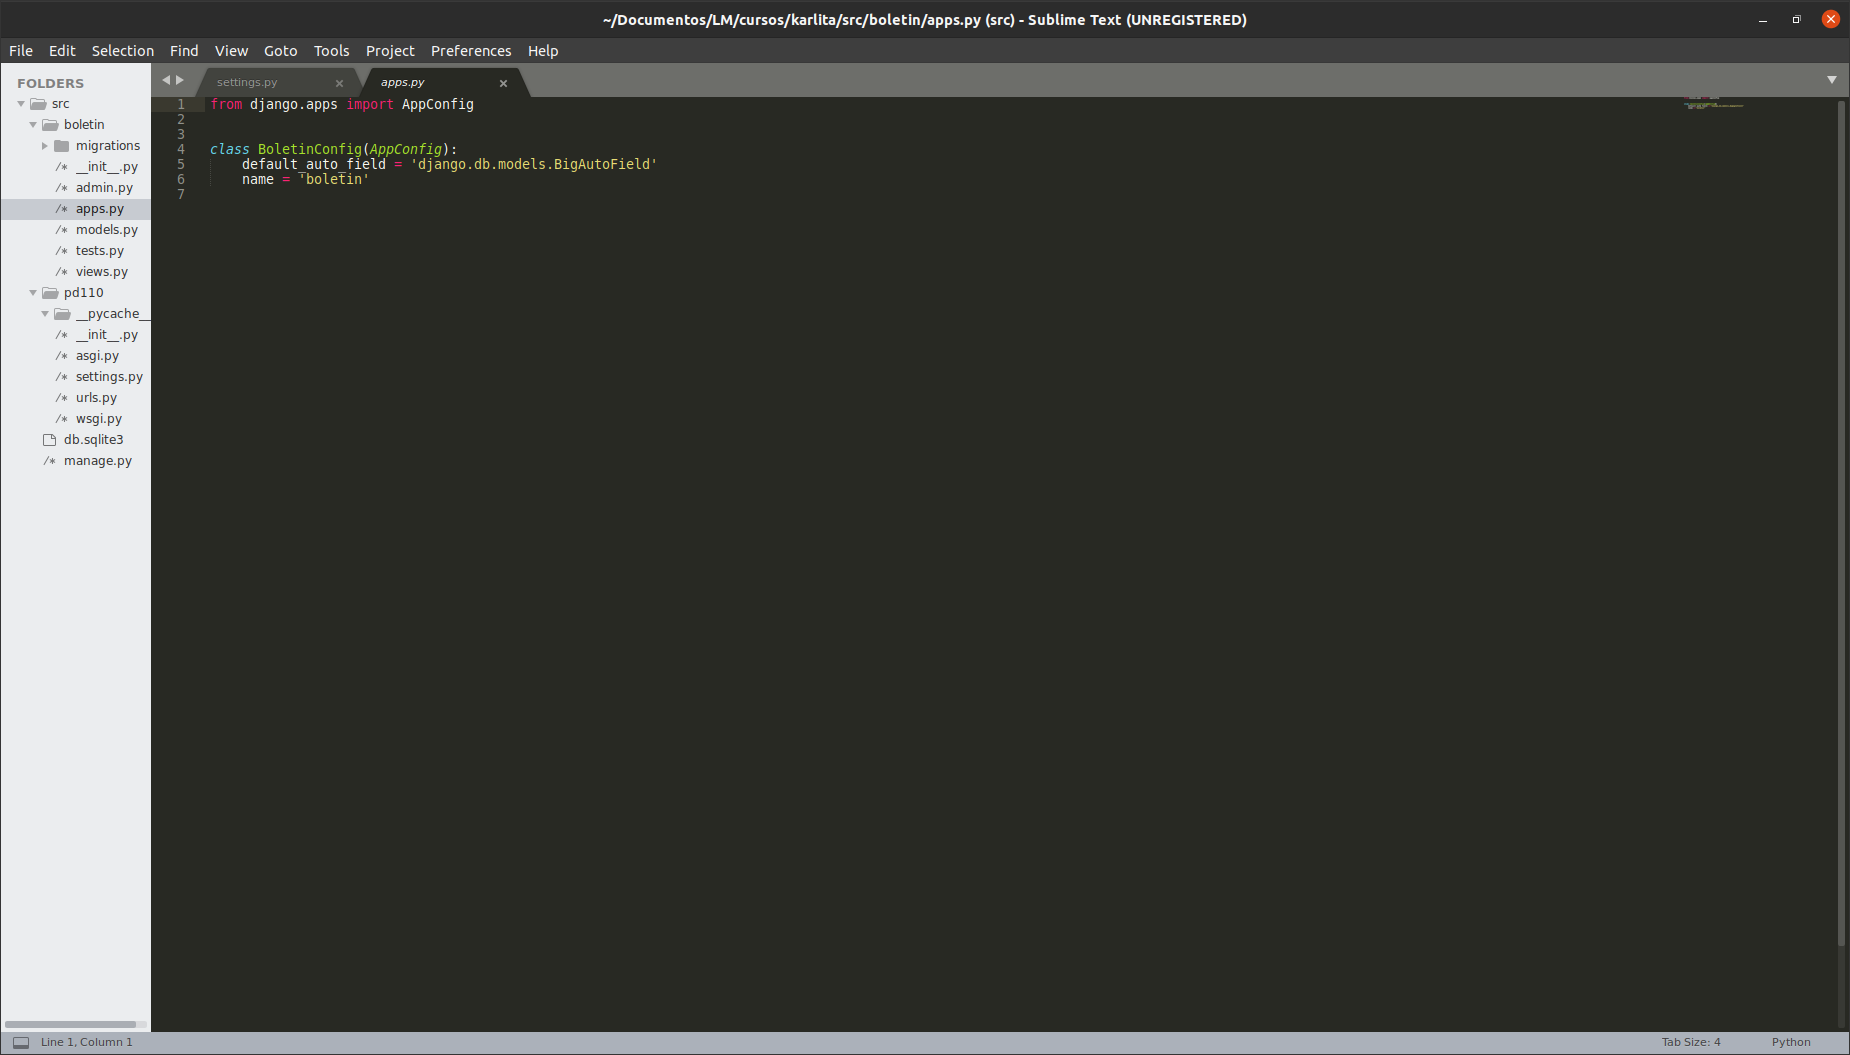 ~/Documentos/LM/cursos/karlita/src/boletin/apps.py (src) - Sublime Text (UNREGISTERED)
File Edit Selection Find View Goto Tools Project Preferences Help
FOLDERS
src
boletin
migrations
/* __init__.py
/* admin.py
/* apps.py
/* models.py
/* tests.py
/* views.py
pd110
__pycache__
/* __init__.py
/* asgi.py
/* settings.py
/* urls.py
/* wsgi.py
db.sqlite3
/* manage.py
settings.py × apps.py ×
1 from django.apps import AppConfig
2
3
4 class BoletinConfig(AppConfig):
5     default_auto_field = 'django.db.models.BigAutoField'
6     name = 'boletin'
7
Line 1, Column 1 Tab Size: 4 Python